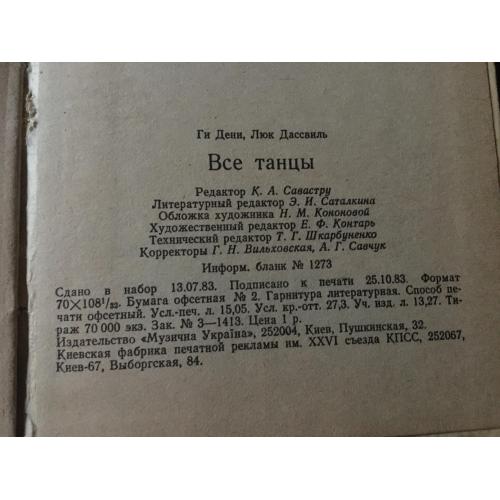 Ги Дени, Люк Дассвиль
Все танцы
Редактор К. А. Савастру
Литературный редактор Э. И. Саталкина
Обложка художника Н. М. Кононовой
Художественный редактор Е. Ф. Контарь
Технический редактор Т. Г. Шкарбуненко
Корректоры Г. Н. Вильховская, А. Г. Савчук
Информ. бланк № 1273
Сдано в набор 13.07.83. Подписано к печати 25.10.83. Формат
70×108¹/₃₂. Бумага офсетная № 2. Гарнитура литературная. Способ пе-
чати офсетный. Усл.-печ. л. 15,05. Усл. кр.-отт. 27,3. Уч. изд. л. 13,27. Ти-
раж 70 000 экз. Зак. № 3—1413. Цена 1 р.
Издательство «Музична Україна», 252004, Киев, Пушкинская, 32.
Киевская фабрика печатной рекламы им. XXVI съезда КПСС, 252067,
Киев-67, Выборгская, 84.